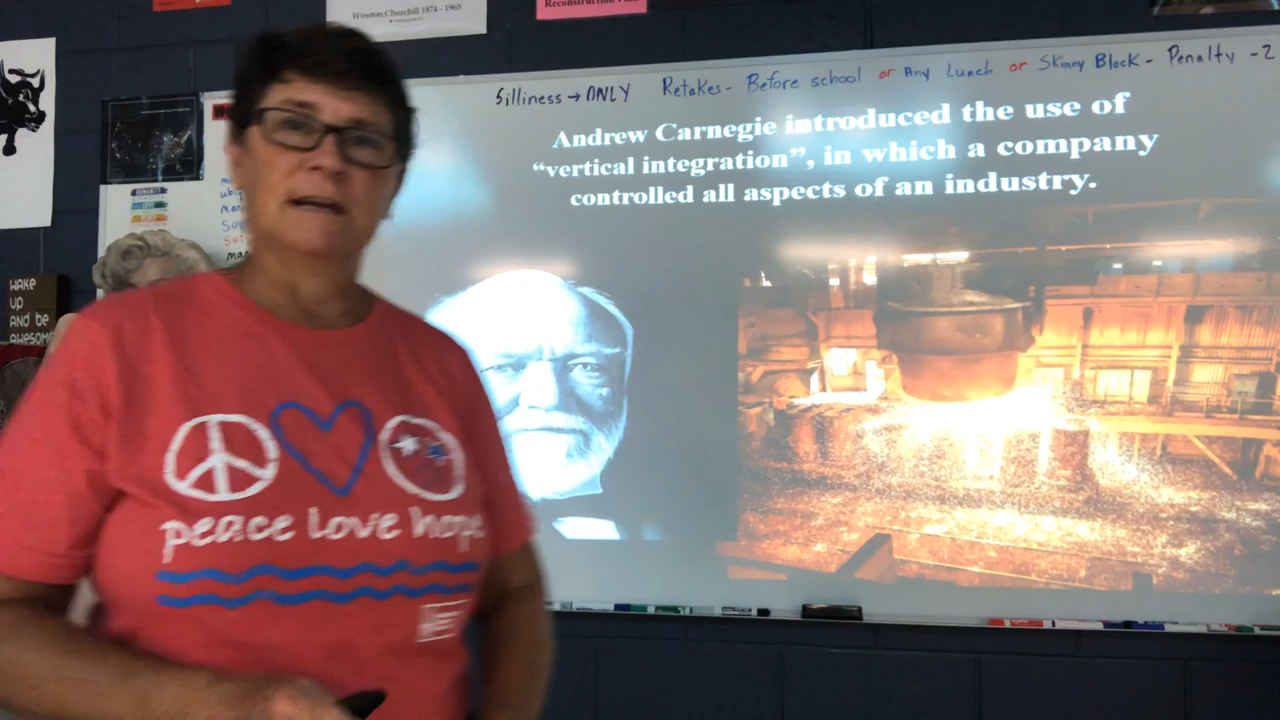 Winston Churchill 1874 - 1965
Reconstruction
Silliness → ONLY
Retakes - Before school or Any Lunch or Skinny Block - Penalty -2
Andrew Carnegie introduced the use of
“vertical integration”, in which a company
controlled all aspects of an industry.
HUMANITY
WAKE
UP
AND be
AWESOME
peace love hope